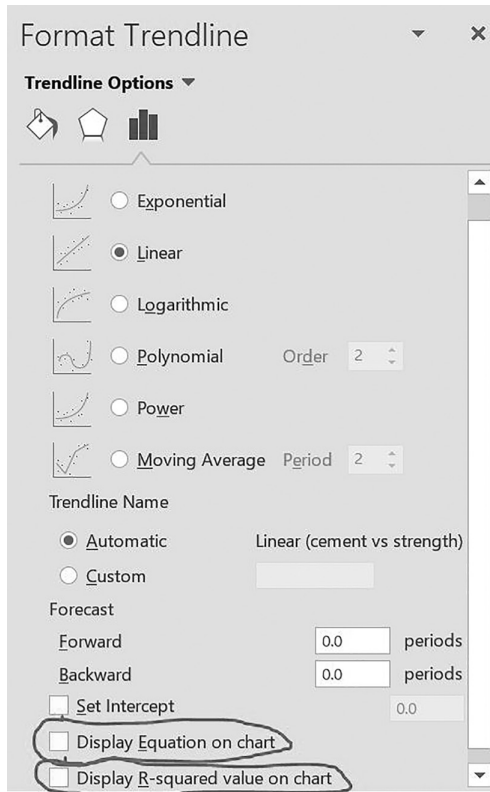 Format Trendline
Trendline Options
Exponential
Linear
Logarithmic
Polynomial Order 2
Power
Moving Average Period 2
Trendline Name
Automatic Linear (cement vs strength)
Custom
Forecast
Forward 0.0 periods
Backward 0.0 periods
Set Intercept 0.0
Display Equation on chart
Display R-squared value on chart